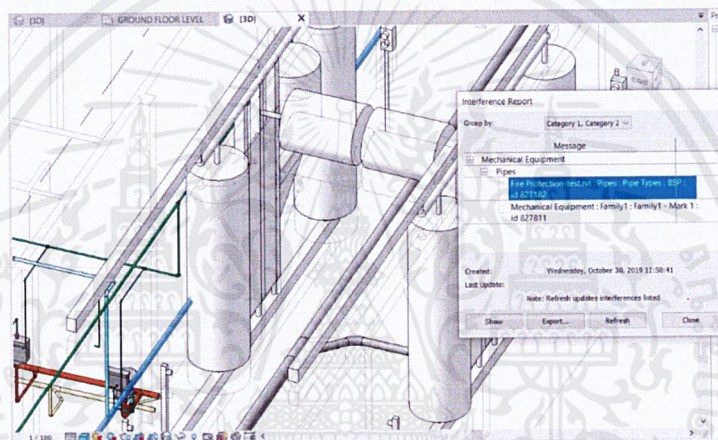 (3D)
GROUND FLOOR LEVEL
(3D)
X
Interference Report
Group by:
Category 1, Category 2
Message
Mechanical Equipment
Pipes
Fire Protection-test.rvt : Pipes : Pipe Types : BSP :
id 827182
Mechanical Equipment : Family1 : Family1 - Mark 1 :
id 827811
Created:
Wednesday, October 30, 2019 11:50:41
Last Update:
Note: Refresh updates interferences listed
Show
Export...
Refresh
Close
1 : 100